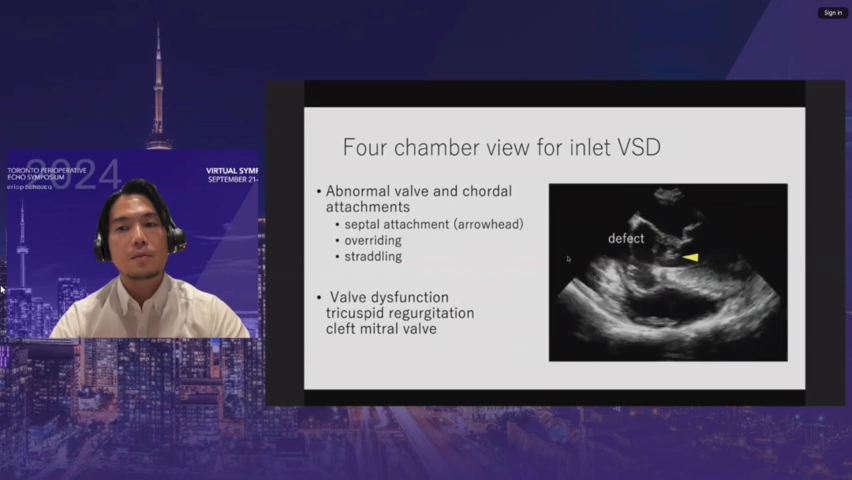 Sign in
2024
TORONTO PERIOPERATIVE
ECHO SYMPOSIUM
VIRTUAL SYMP
SEPTEMBER 21-
Four chamber view for inlet VSD
• Abnormal valve and chordal
attachments
• septal attachment (arrowhead)
• overriding
• straddling
• Valve dysfunction
tricuspid regurgitation
cleft mitral valve
defect